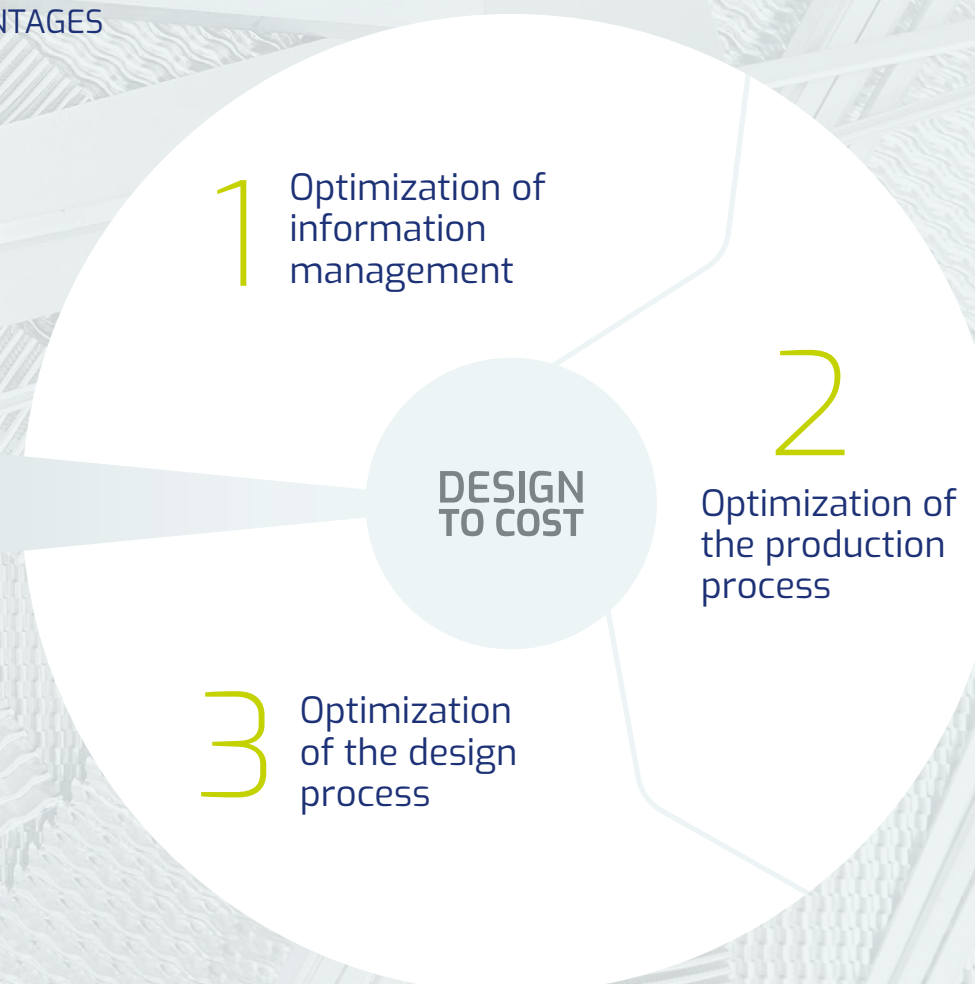 NTAGES
1
Optimization of
information
management
2
Optimization of
the production
process
DESIGN
TO COST
3
Optimization
of the design
process